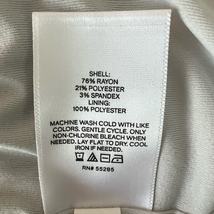 SHELL:
76% RAYON
21% POLYESTER
3% SPANDEX
LINING:
100% POLYESTER
MACHINE WASH COLD WITH LIKE
COLORS. GENTLE CYCLE. ONLY
NON-CHLORINE BLEACH WHEN
NEEDED. LAY FLAT TO DRY. COOL
IRON IF NEEDED.
RN# 55285